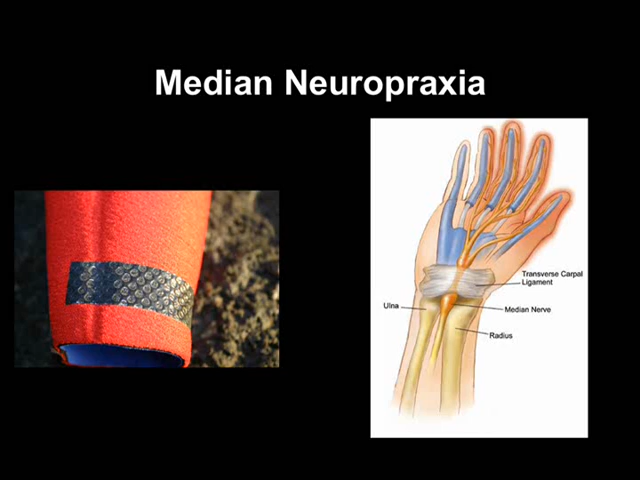 Median Neuropraxia
Transverse Carpal
Ligament
Ulna
Median Nerve
Radius